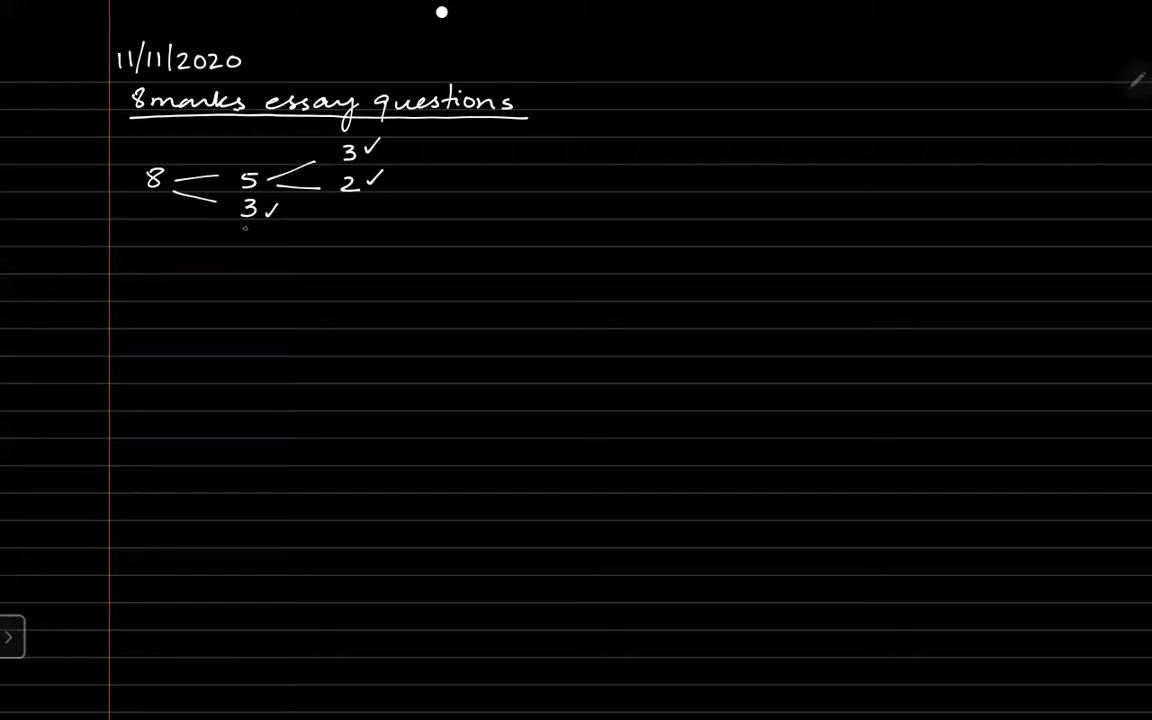 11/11/2020
8marks essay questions
3 ✓
8 5 2 ✓
3 ✓